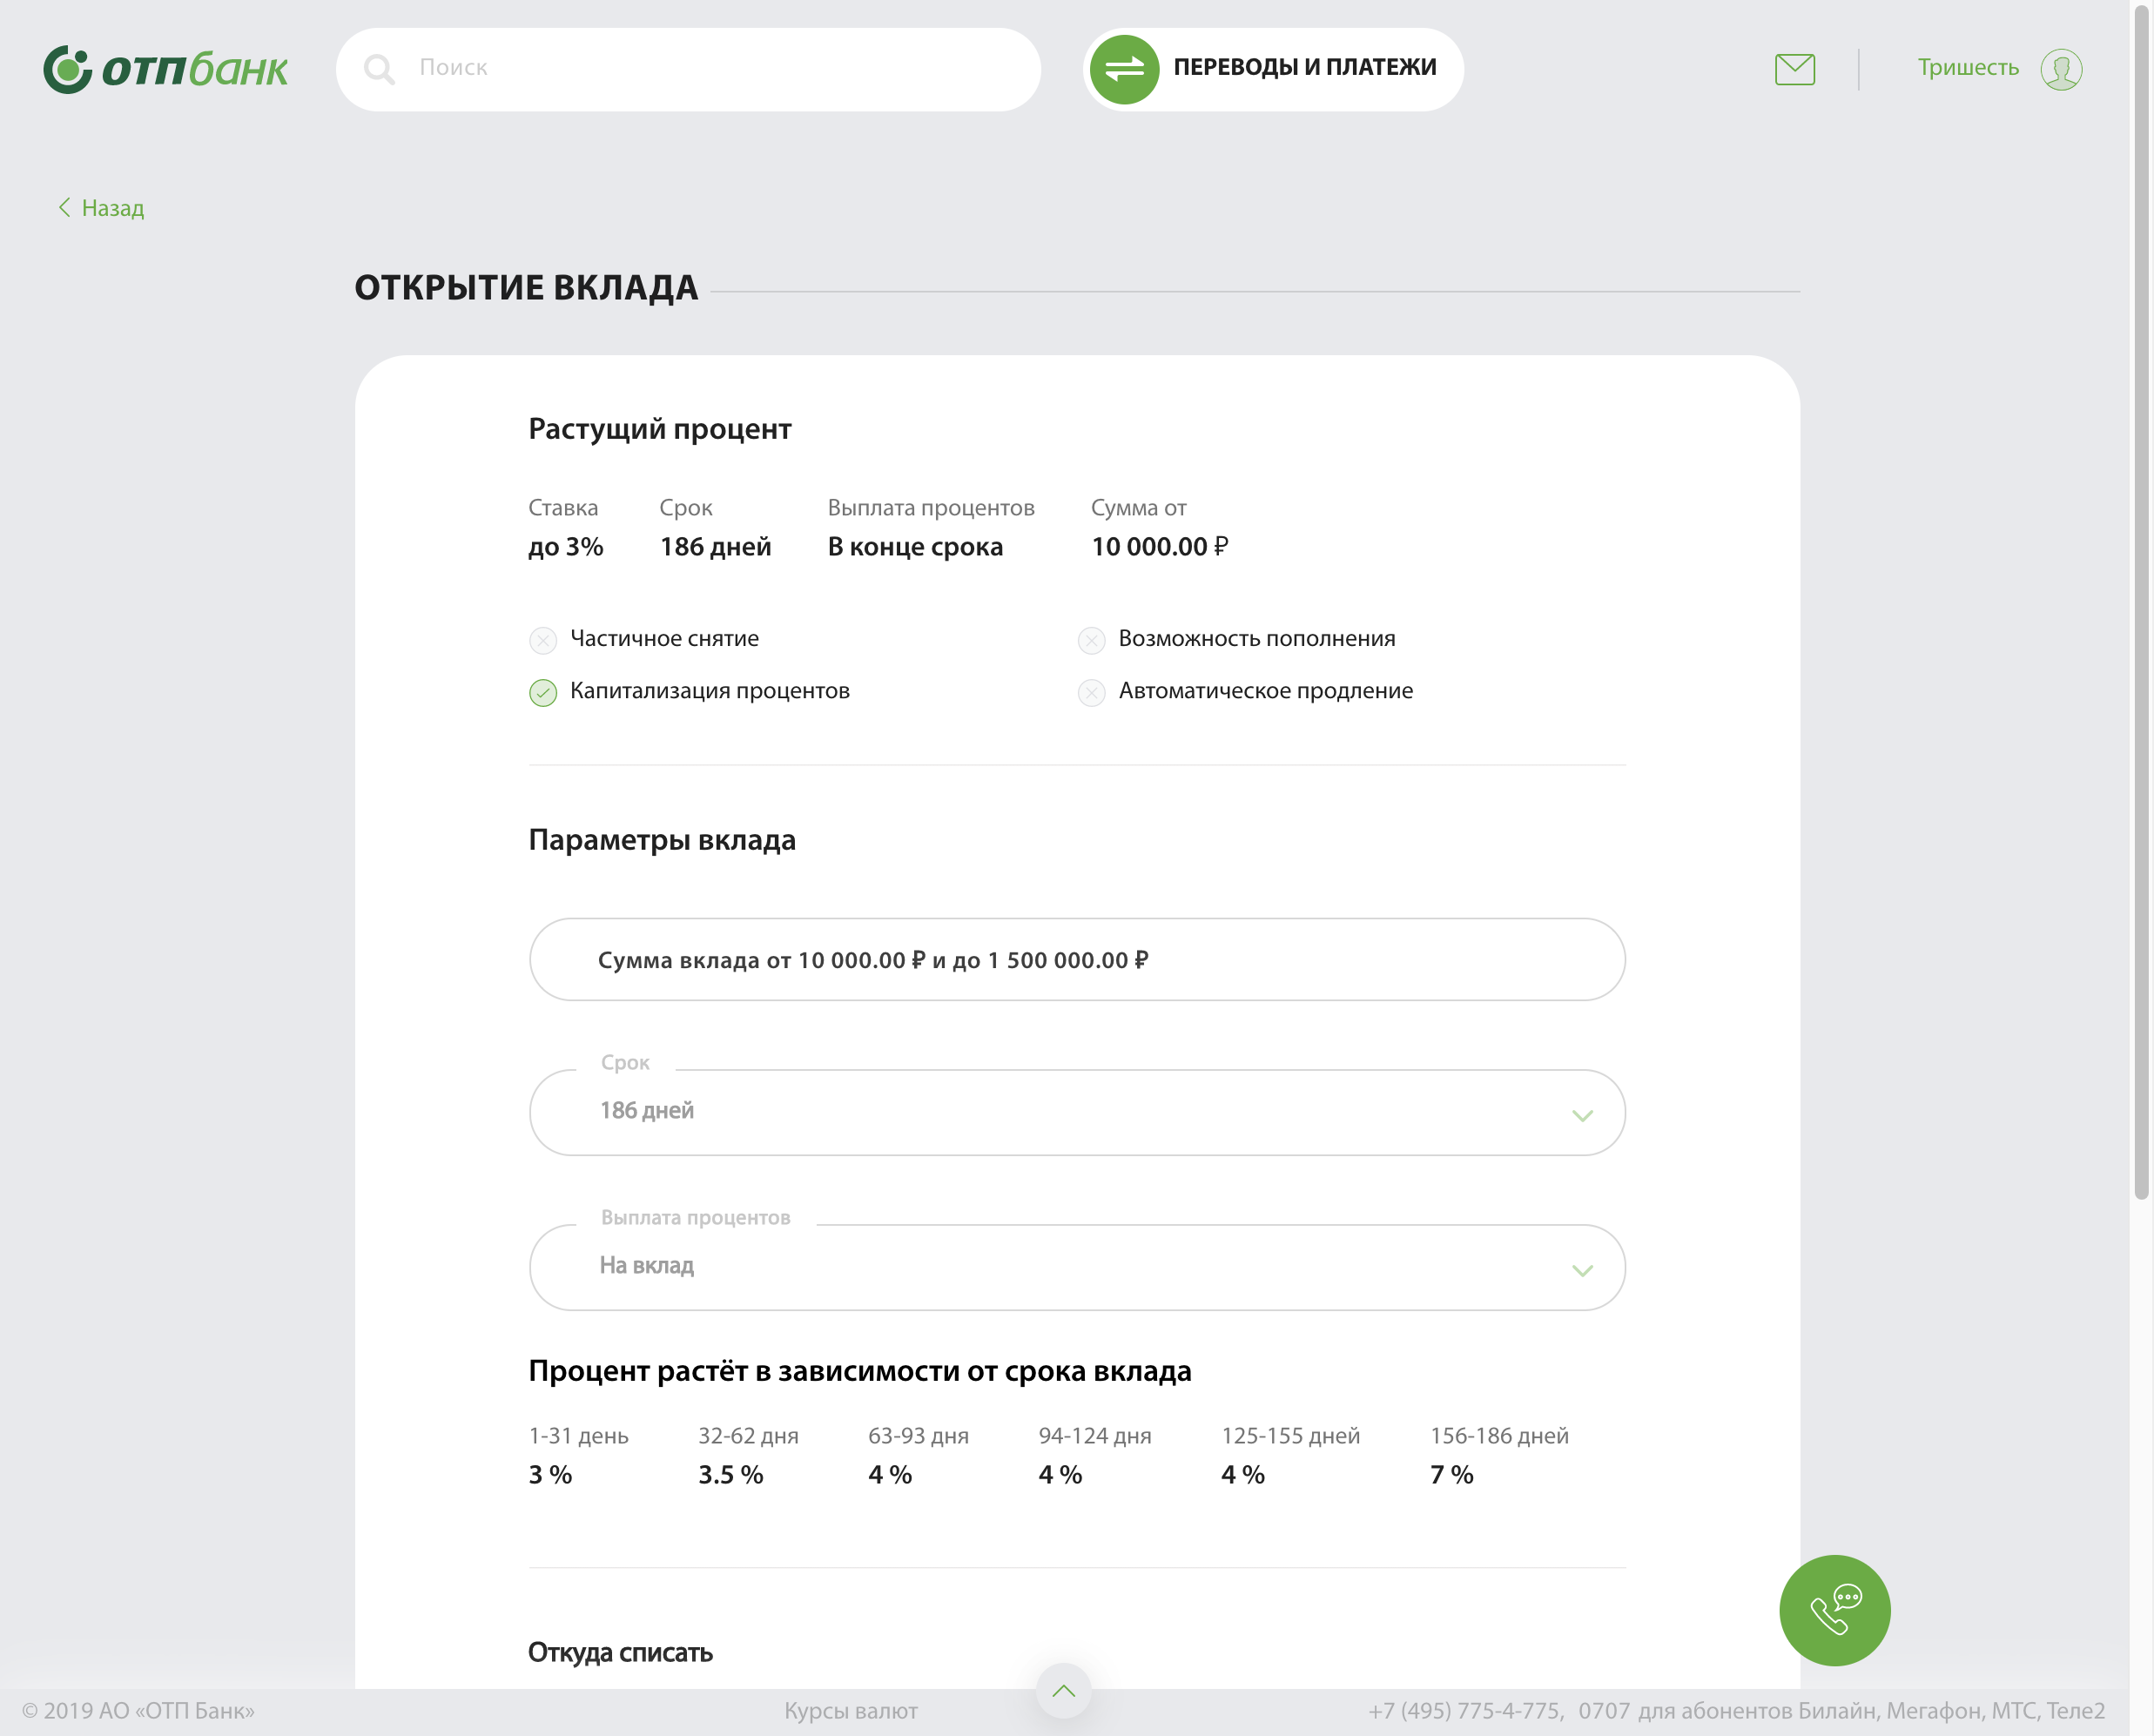 отпбанк
Поиск
ПЕРЕВОДЫ И ПЛАТЕЖИ
Тришесть
Назад
ОТКРЫТИЕ ВКЛАДА
Растущий процент
Ставка Срок Выплата процентов Сумма от
до 3% 186 дней В конце срока 10 000.00 ₽
Частичное снятие Возможность пополнения
Капитализация процентов Автоматическое продление
Параметры вклада
Сумма вклада от 10 000.00 ₽ и до 1 500 000.00 ₽
Срок
186 дней
Выплата процентов
На вклад
Процент растёт в зависимости от срока вклада
1-31 день 32-62 дня 63-93 дня 94-124 дня 125-155 дней 156-186 дней
3 % 3.5 % 4 % 4 % 4 % 7 %
Откуда списать
© 2019 АО «ОТП Банк» Курсы валют +7 (495) 775-4-775, 0707 для абонентов Билайн, Мегафон, МТС, Теле2